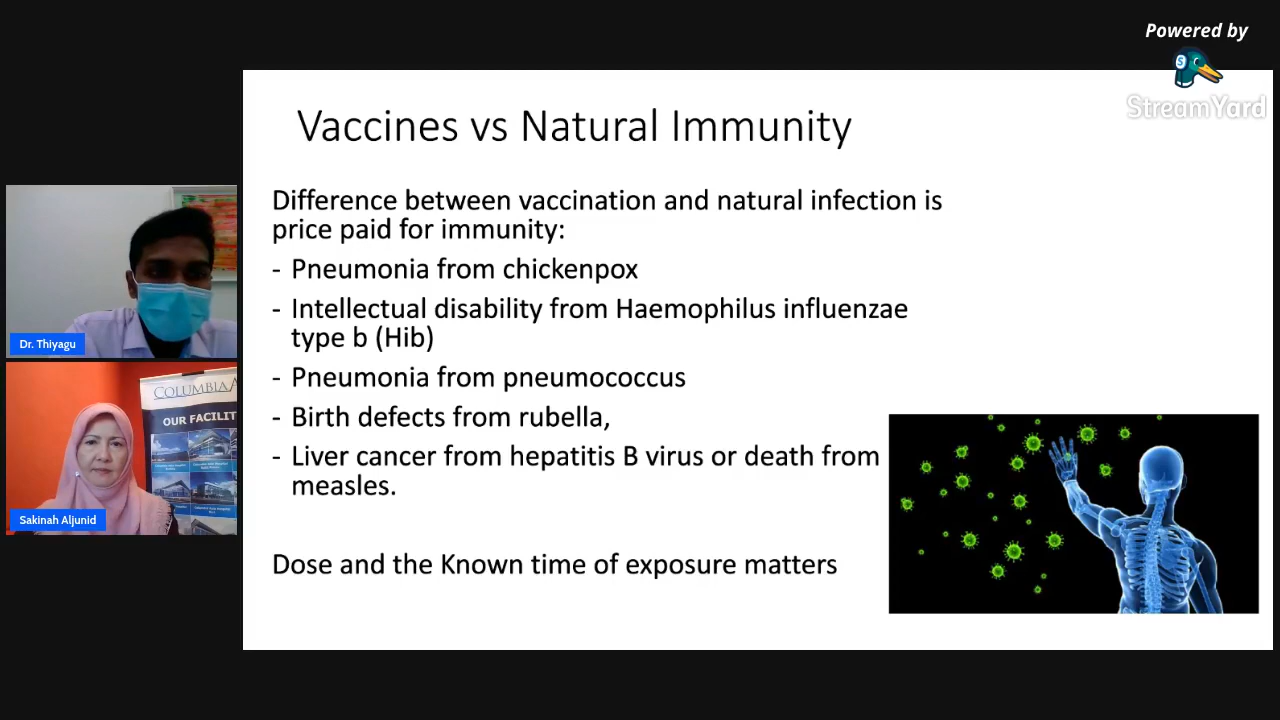 Powered by
StreamYard
Vaccines vs Natural Immunity
Difference between vaccination and natural infection is
price paid for immunity:
- Pneumonia from chickenpox
- Intellectual disability from Haemophilus influenzae
type b (Hib)
- Pneumonia from pneumococcus
- Birth defects from rubella,
- Liver cancer from hepatitis B virus or death from
measles.
Dose and the Known time of exposure matters
Dr. Thiyagu
COLUMBIA A
OUR FACILIT
Sakinah Aljunid